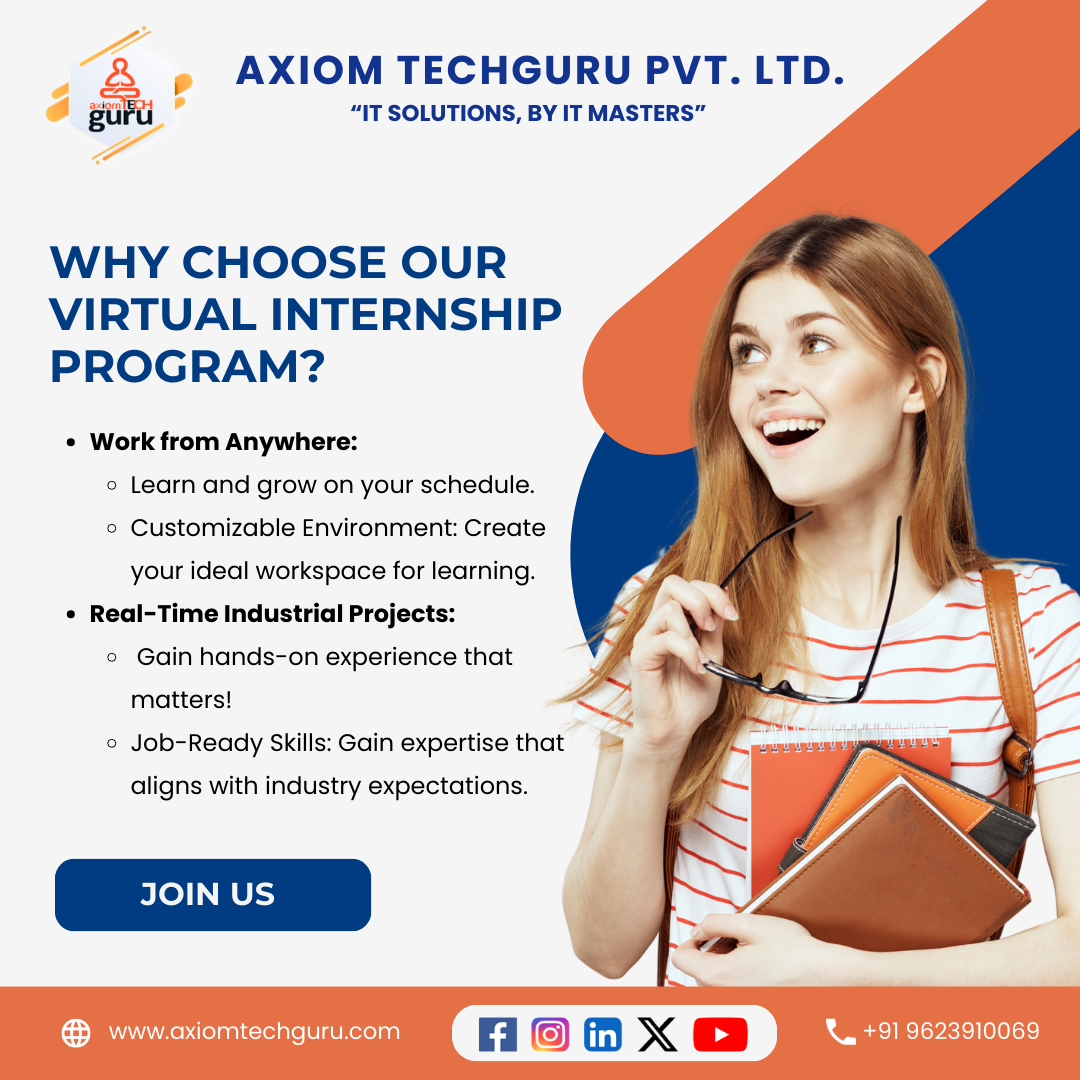 axiomTECH
guru
AXIOM TECHGURU PVT. LTD.
“IT SOLUTIONS, BY IT MASTERS”
WHY CHOOSE OUR
VIRTUAL INTERNSHIP
PROGRAM?
• Work from Anywhere:
◦ Learn and grow on your schedule.
◦ Customizable Environment: Create
your ideal workspace for learning.
• Real-Time Industrial Projects:
◦ Gain hands-on experience that
matters!
◦ Job-Ready Skills: Gain expertise that
aligns with industry expectations.
JOIN US
www.axiomtechguru.com
+91 9623910069